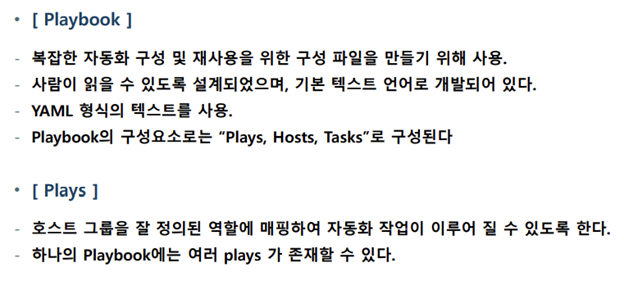 • [ Playbook ]
- 복잡한 자동화 구성 및 재사용을 위한 구성 파일을 만들기 위해 사용.
- 사람이 읽을 수 있도록 설계되었으며, 기본 텍스트 언어로 개발되어 있다.
- YAML 형식의 텍스트를 사용.
- Playbook의 구성요소로는 “Plays, Hosts, Tasks”로 구성된다
• [ Plays ]
- 호스트 그룹을 잘 정의된 역할에 매핑하여 자동화 작업이 이루어 질 수 있도록 한다.
- 하나의 Playbook에는 여러 plays 가 존재할 수 있다.